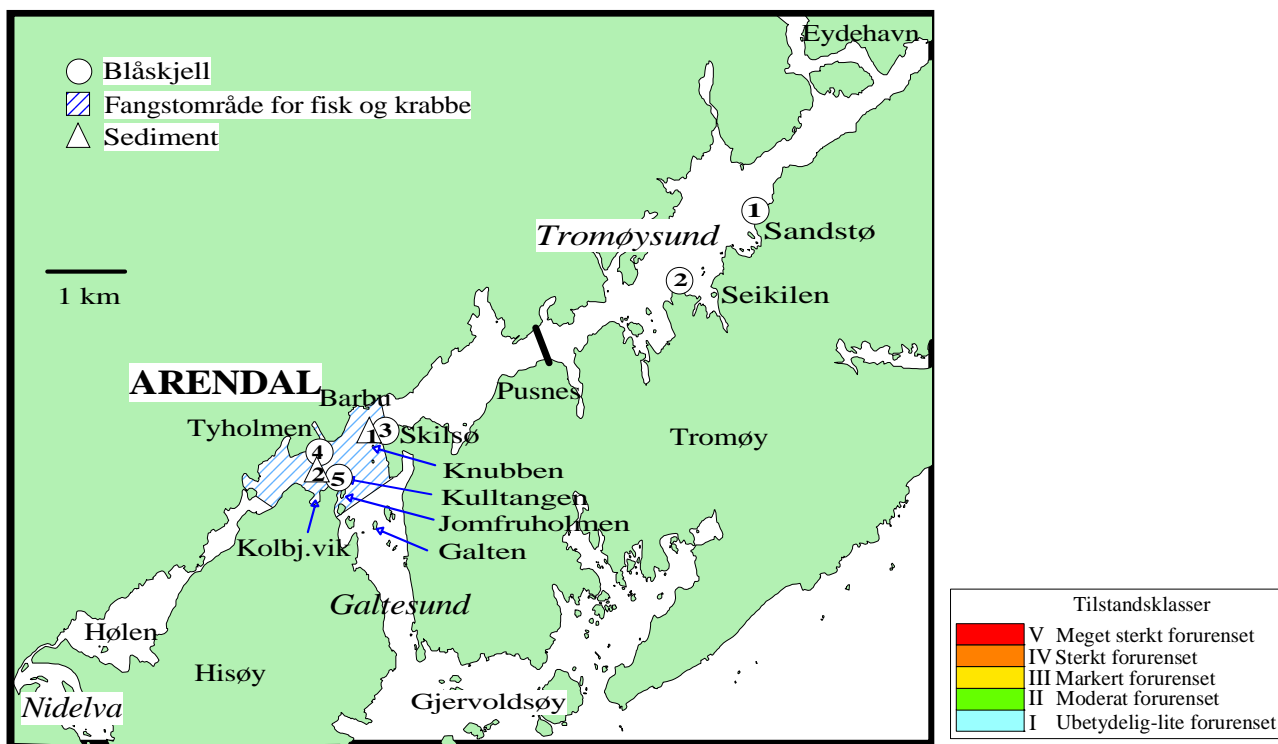 Eydehavn
Blåskjell
Fangstområde for fisk og krabbe
Sediment
1
Sandstø
Tromøysund
2
Seikilen
1 km
ARENDAL
Barbu
Pusnes
Tyholmen
1
3
Skilsø
Tromøy
4
Knubben
2
5
Kulltangen
Jomfruholmen
Kolbj.vik
Galten
Galtesund
Hølen
Hisøy
Gjervoldsøy
Nidelva
Tilstandsklasser
V Meget sterkt forurenset
IV Sterkt forurenset
III Markert forurenset
II Moderat forurenset
I Ubetydelig-lite forurenset